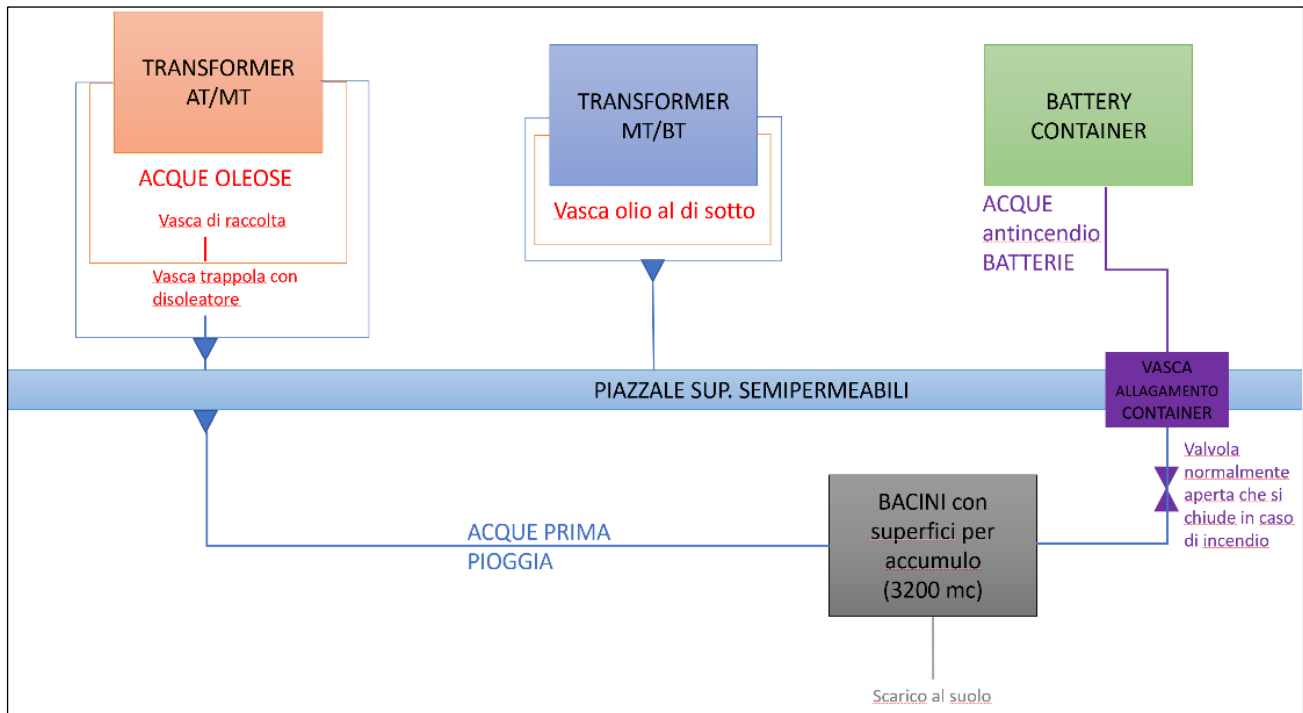 TRANSFORMER
AT/MT
ACQUE OLEOSE
Vasca di raccolta
Vasca trappola con
disoleatore
TRANSFORMER
MT/BT
Vasca olio al di sotto
BATTERY
CONTAINER
ACQUE
antincendio
BATTERIE
PIAZZALE SUP. SEMIPERMEABILI
VASCA
ALLAGAMENTO
CONTAINER
Valvola
normalmente
aperta che si
chiude in caso
di incendio
ACQUE PRIMA
PIOGGIA
BACINI con
superfici per
accumulo
(3200 mc)
Scarico al suolo